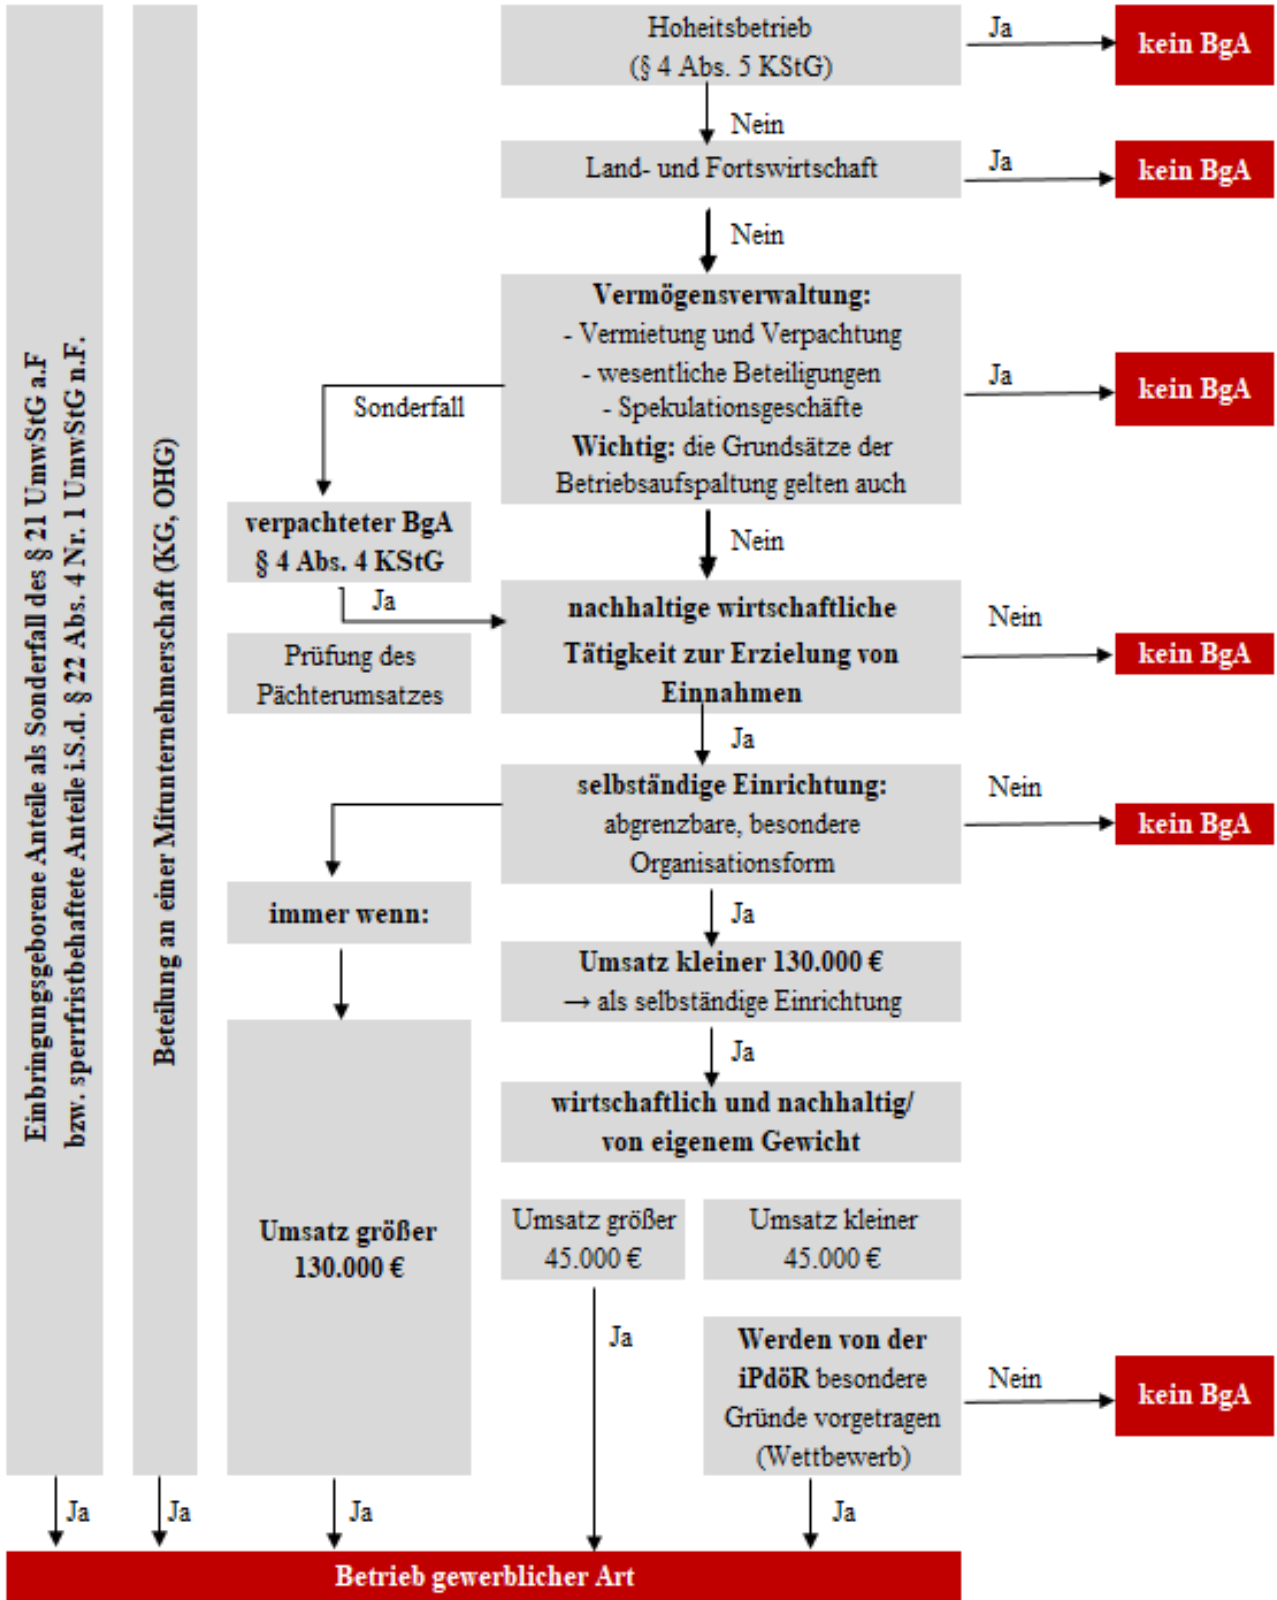 Einbringungsgeborene Anteile als Sonderfall des § 21 UmwStG a.F
bzw. sperrfristbehaftete Anteile i.S.d. § 22 Abs. 4 Nr. 1 UmwStG n.F.
Ja
Beteilung an einer Mitunternehmerschaft (KG, OHG)
Ja
Hoheitsbetrieb
(§ 4 Abs. 5 KStG)
Ja
kein BgA
Nein
Land- und Fortswirtschaft
Ja
kein BgA
Nein
Vermögensverwaltung:
- Vermietung und Verpachtung
- wesentliche Beteiligungen
- Spekulationsgeschäfte
Wichtig: die Grundsätze der
Betriebsaufspaltung gelten auch
Ja
kein BgA
Sonderfall
verpachteter BgA
§ 4 Abs. 4 KStG
Ja
Prüfung des
Pächterumsatzes
Nein
nachhaltige wirtschaftliche
Tätigkeit zur Erzielung von
Einnahmen
Nein
kein BgA
Ja
selbständige Einrichtung:
abgrenzbare, besondere
Organisationsform
Nein
kein BgA
immer wenn:
Umsatz größer
130.000 €
Ja
Ja
Umsatz kleiner 130.000 €
→ als selbständige Einrichtung
Ja
wirtschaftlich und nachhaltig/
von eigenem Gewicht
Umsatz größer
45.000 €
Ja
Umsatz kleiner
45.000 €
Werden von der
iPdöR besondere
Gründe vorgetragen
(Wettbewerb)
Nein
kein BgA
Ja
Betrieb gewerblicher Art